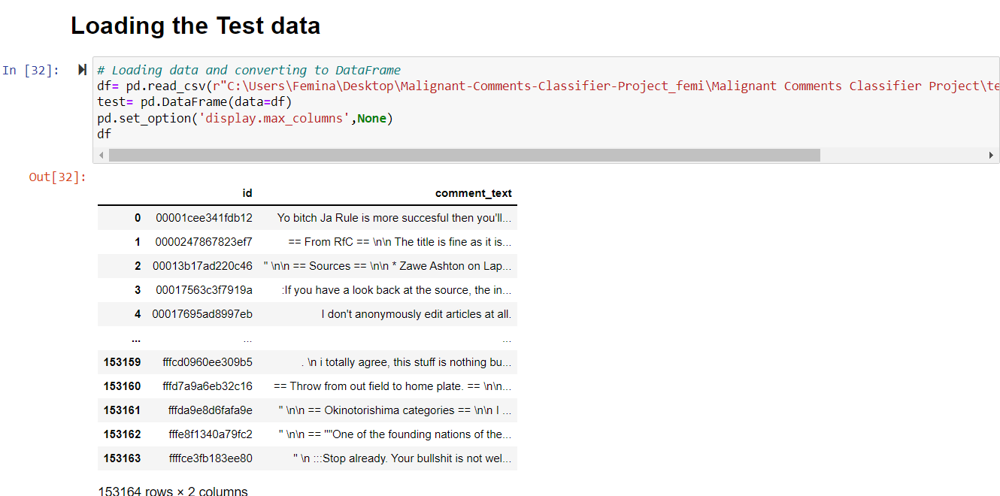 Loading the Test data
In [32]:
# Loading data and converting to DataFrame
df= pd.read_csv(r"C:\Users\Femina\Desktop\Malignant-Comments-Classifier-Project_femi\Malignant Comments Classifier Project\te
test= pd.DataFrame(data=df)
pd.set_option('display.max_columns',None)
df
Out[32]:
id comment_text
0 00001cee341fdb12 Yo bitch Ja Rule is more succesful then you'll...
1 0000247867823ef7 == From RfC == \n\n The title is fine as it is...
2 00013b17ad220c46 " \n\n == Sources == \n\n * Zawe Ashton on Lap...
3 00017563c3f7919a :If you have a look back at the source, the in...
4 00017695ad8997eb I don't anonymously edit articles at all.
... ... ...
153159 fffcd0960ee309b5 . \n i totally agree, this stuff is nothing bu...
153160 fffd7a9a6eb32c16 == Throw from out field to home plate. == \n\n...
153161 fffda9e8d6fafa9e " \n\n == Okinotorishima categories == \n\n I ...
153162 fffe8f1340a79fc2 " \n\n == ""One of the founding nations of the...
153163 ffffce3fb183ee80 " \n :::Stop already. Your bullshit is not wel...
153164 rows × 2 columns